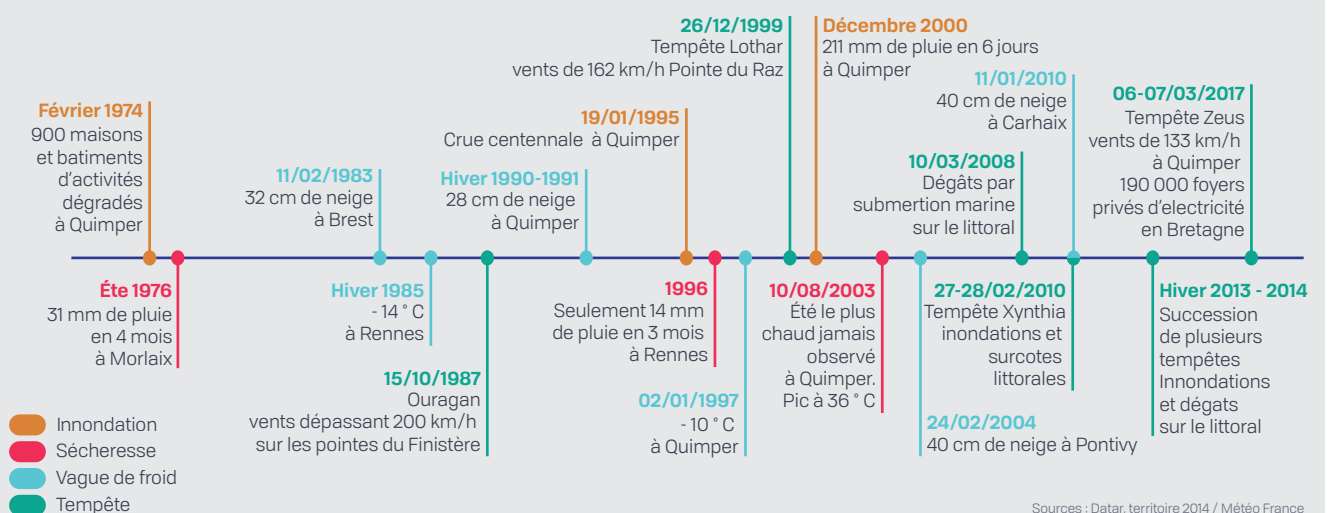 Février 1974
900 maisons
et batiments
d'activités
dégradés
à Quimper
Éte 1976
31 mm de pluie
en 4 mois
à Morlaix
11/02/1983
32 cm de neige
à Brest
Hiver 1985
- 14 ° C
à Rennes
15/10/1987
Ouragan
vents dépassant 200 km/h
sur les pointes du Finistère
Hiver 1990-1991
28 cm de neige
à Quimper
19/01/1995
Crue centennale à Quimper
1996
Seulement 14 mm
de pluie en 3 mois
à Rennes
02/01/1997
- 10 ° C
à Quimper
26/12/1999
Tempête Lothar
vents de 162 km/h Pointe du Raz
Décembre 2000
211 mm de pluie en 6 jours
à Quimper
10/08/2003
Été le plus
chaud jamais
observé
à Quimper.
Pic à 36 ° C
24/02/2004
40 cm de neige à Pontivy
10/03/2008
Dégâts par
submertion marine
sur le littoral
11/01/2010
40 cm de neige
à Carhaix
27-28/02/2010
Tempête Xynthia
inondations et
surcotes
littorales
Hiver 2013 - 2014
Succession
de plusieurs
tempêtes
Innondations
et dégats
sur le littoral
06-07/03/2017
Tempête Zeus
vents de 133 km/h
à Quimper
190 000 foyers
privés d'electricité
en Bretagne
Innondation
Sécheresse
Vague de froid
Tempête
Sources : Datar, territoire 2014 / Météo France